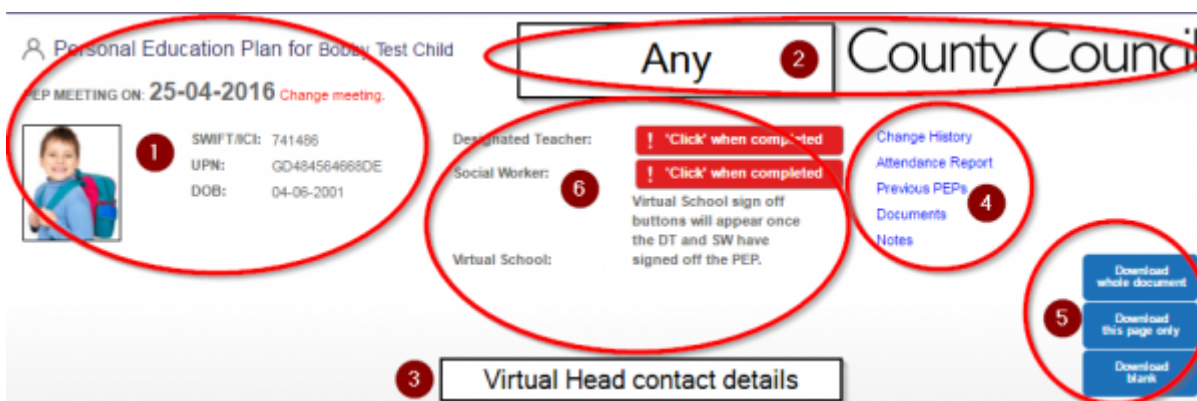 Personal Education Plan for Bobby Test Child
PEP MEETING ON: 25-04-2016 Change meeting.
1
SWIFT/ICI: 741486
UPN: GD484564668DE
DOB: 04-06-2001
Any
2
County Council
Designated Teacher: ! 'Click' when completed
Social Worker: ! 'Click' when completed
6
Virtual School sign off
buttons will appear once
the DT and SW have
Virtual School: signed off the PEP.
Change History
Attendance Report
Previous PEPs
4
Documents
Notes
5
Download
whole document
Download
this page only
Download
blank
3
Virtual Head contact details